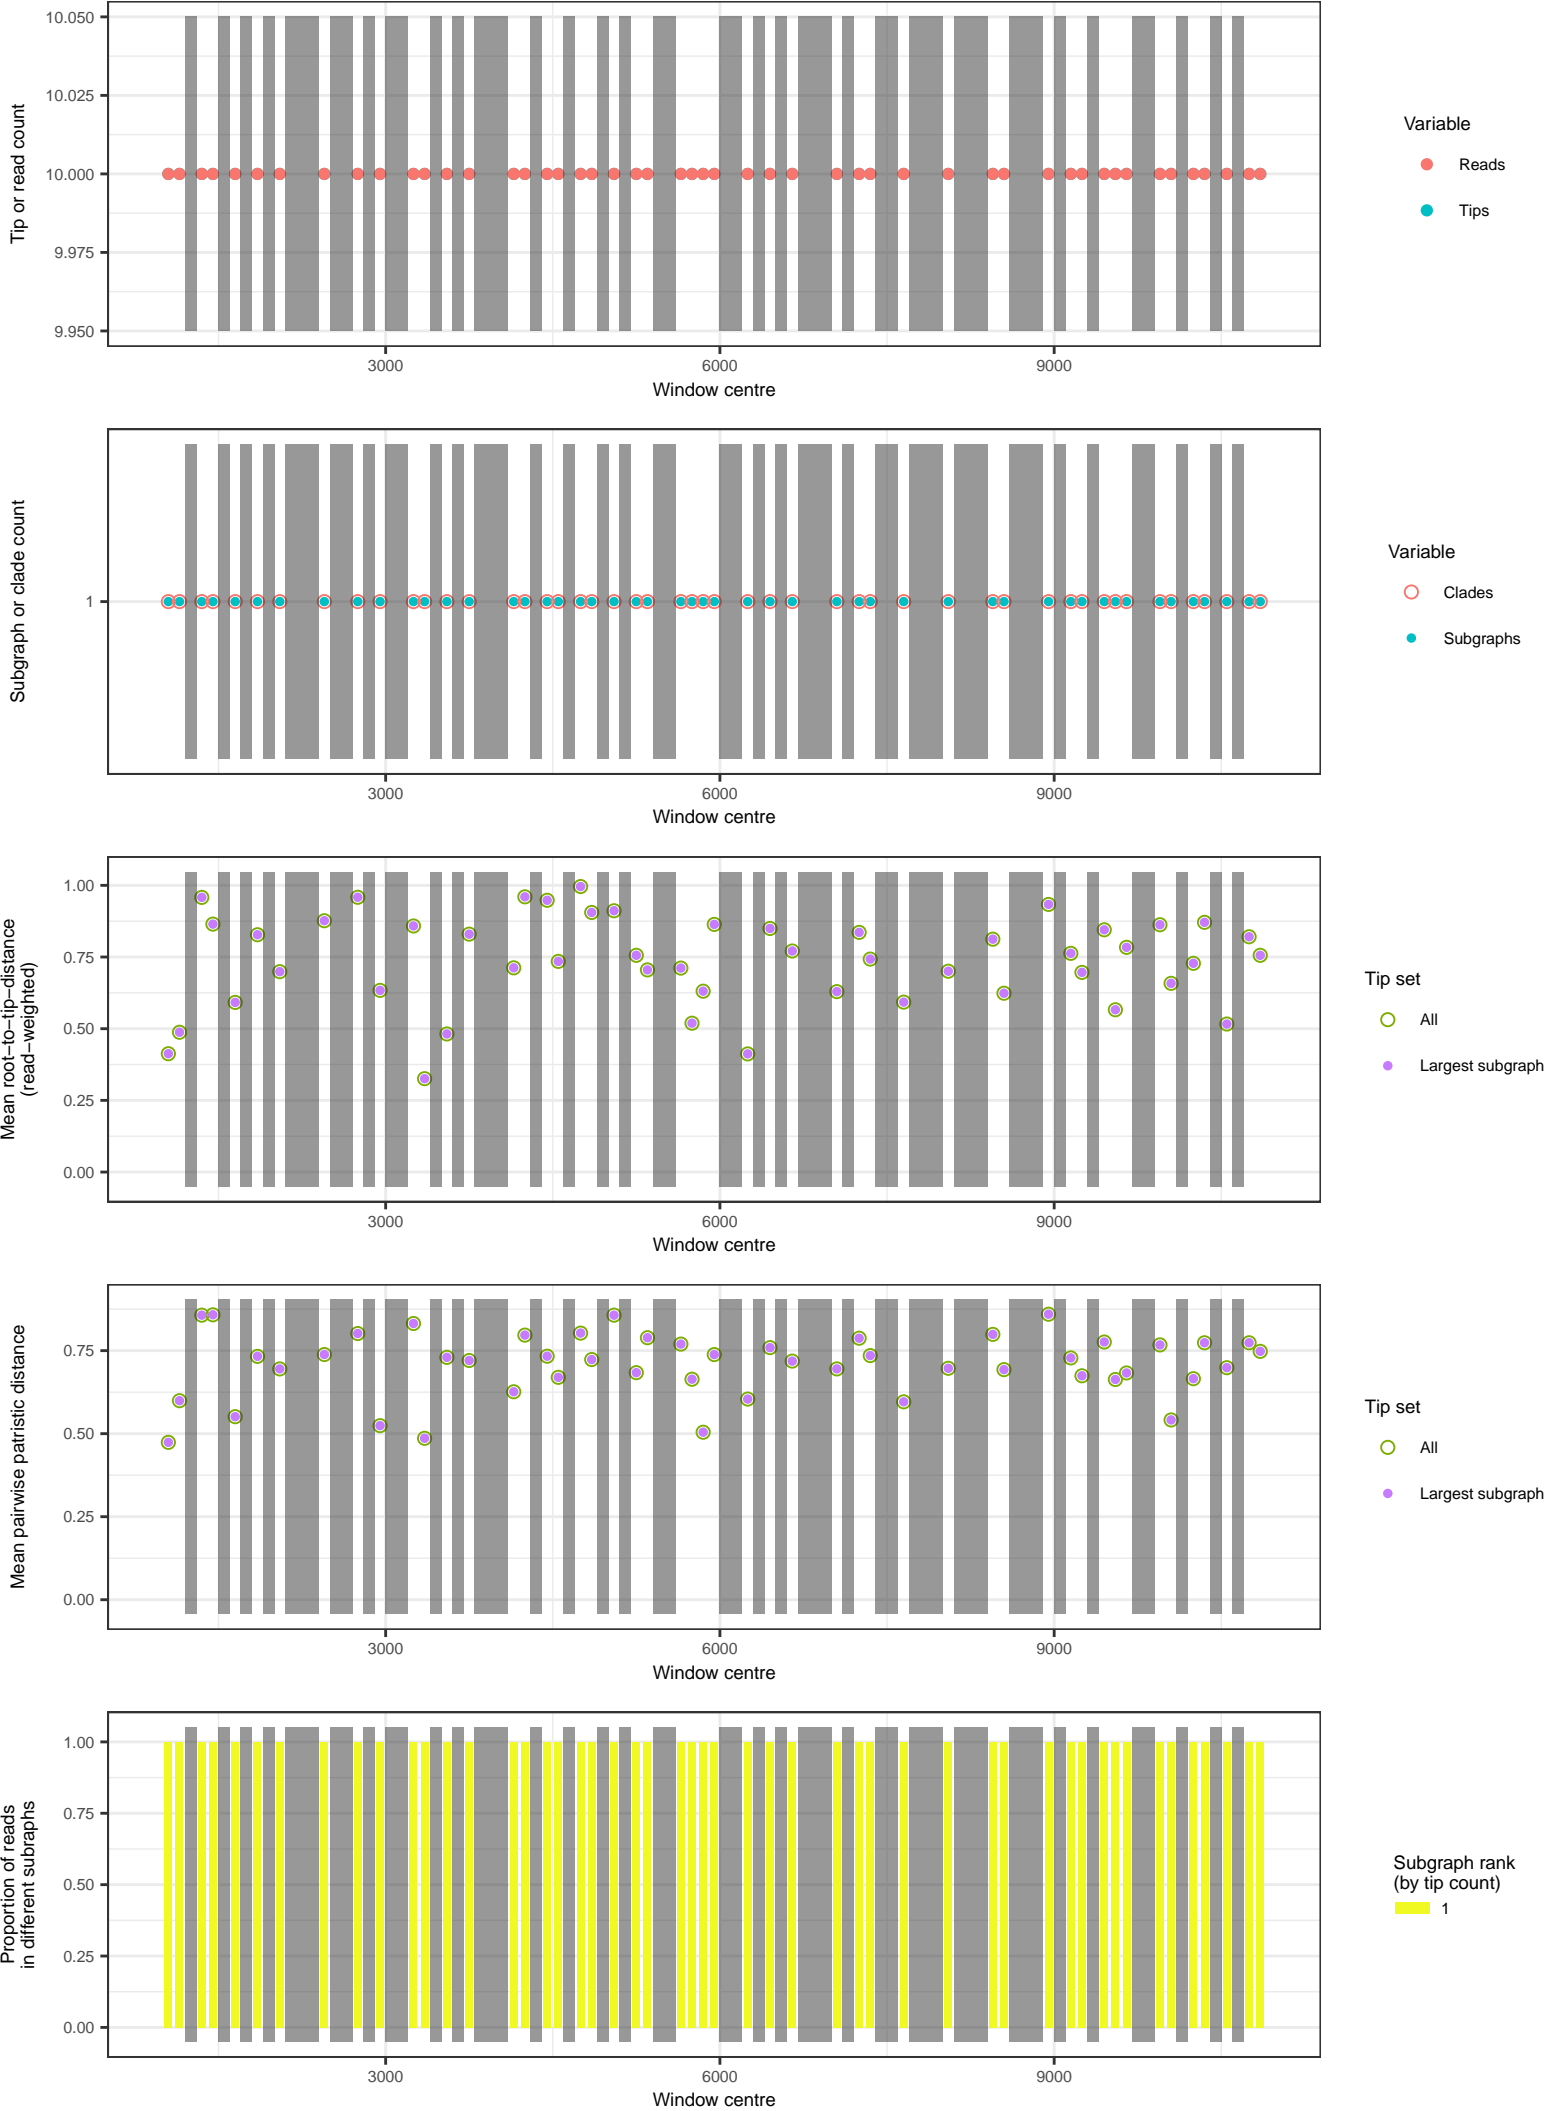 10.050
10.025
10.000
9.975
9.950
Tip or read count
3000
6000
9000
Window centre
Variable
Reads
Tips
1
Subgraph or clade count
3000
6000
9000
Window centre
Variable
Clades
Subgraphs
1.00
0.75
0.50
0.25
0.00
Mean root−to−tip−distance
(read−weighted)
3000
6000
9000
Window centre
Tip set
All
Largest subgraph
0.75
0.50
0.25
0.00
Mean pairwise patristic distance
3000
6000
9000
Window centre
Tip set
All
Largest subgraph
1.00
0.75
0.50
0.25
0.00
Proportion of reads
in different subraphs
3000
6000
9000
Window centre
Subgraph rank
(by tip count)
1